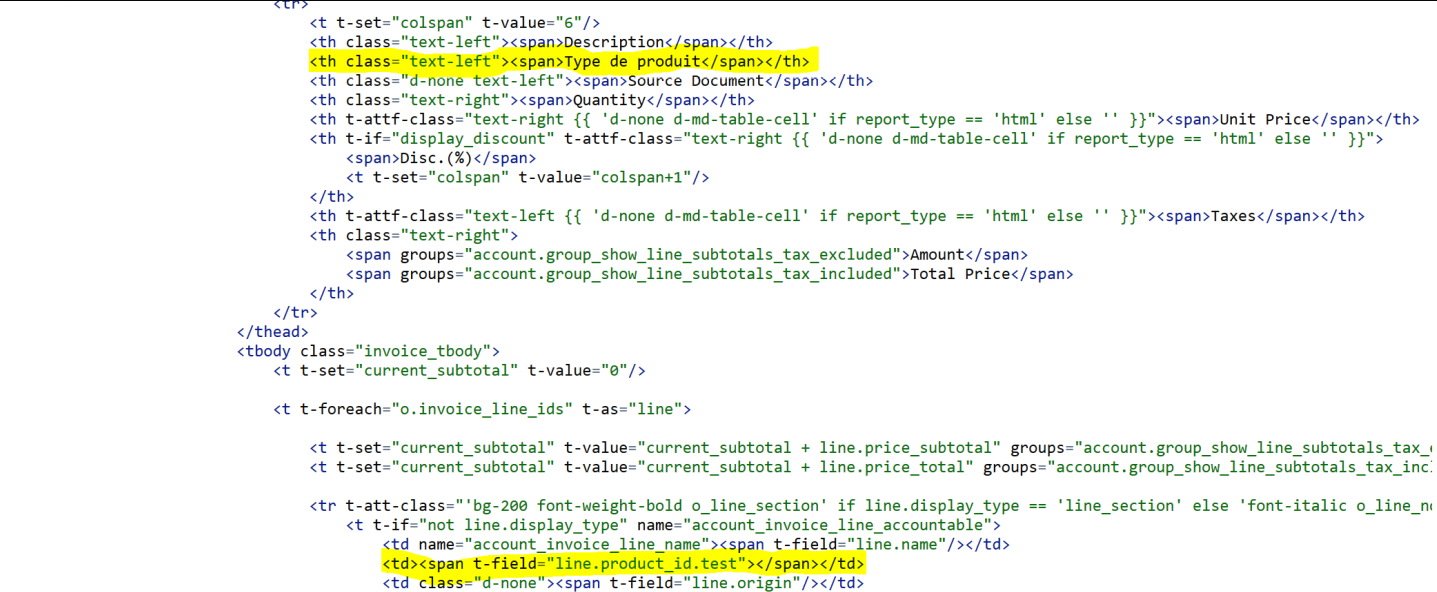 <tr>
<t t-set="colspan" t-value="6"/>
<th class="text-left"><span>Description</span></th>
<th class="text-left"><span>Type de produit</span></th>
<th class="d-none text-left"><span>Source Document</span></th>
<th class="text-right"><span>Quantity</span></th>
<th t-attf-class="text-right {{ 'd-none d-md-table-cell' if report_type == 'html' else '' }}"><span>Unit Price</span></th>
<th t-if="display_discount" t-attf-class="text-right {{ 'd-none d-md-table-cell' if report_type == 'html' else '' }}">
<span>Disc.(%)</span>
<t t-set="colspan" t-value="colspan+1"/>
</th>
<th t-attf-class="text-left {{ 'd-none d-md-table-cell' if report_type == 'html' else '' }}"><span>Taxes</span></th>
<th class="text-right">
<span groups="account.group_show_line_subtotals_tax_excluded">Amount</span>
<span groups="account.group_show_line_subtotals_tax_included">Total Price</span>
</th>
</tr>
</thead>
<tbody class="invoice_tbody">
<t t-set="current_subtotal" t-value="0"/>
<t t-foreach="o.invoice_line_ids" t-as="line">
<t t-set="current_subtotal" t-value="current_subtotal + line.price_subtotal" groups="account.group_show_line_subtotals_tax_
<t t-set="current_subtotal" t-value="current_subtotal + line.price_total" groups="account.group_show_line_subtotals_tax_inc
<tr t-att-class="'bg-200 font-weight-bold o_line_section' if line.display_type == 'line_section' else 'font-italic o_line_n
<t t-if="not line.display_type" name="account_invoice_line_accountable">
<td name="account_invoice_line_name"><span t-field="line.name"/></td>
<td><span t-field="line.product_id.test"></span></td>
<td class="d-none"><span t-field="line.origin"/></td>